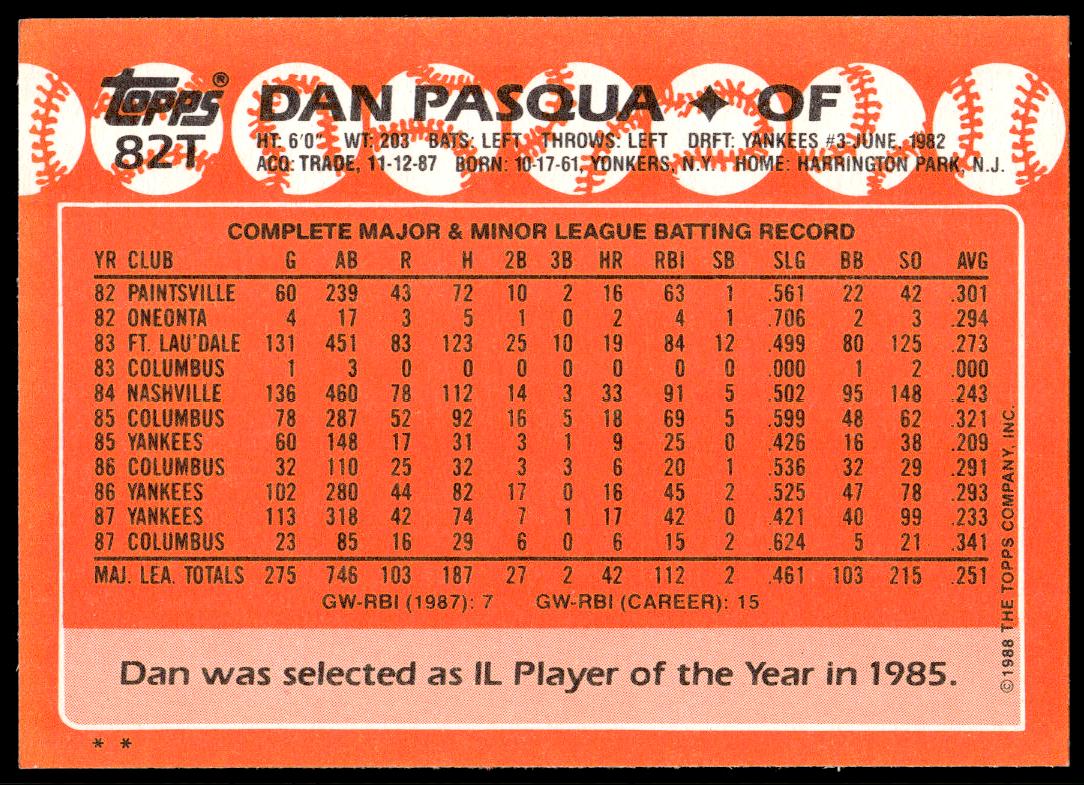 topps®
82T
DAN PASQUA ✦ OF
HT: 6'0" WT: 203 BATS: LEFT THROWS: LEFT DRFT: YANKEES #3-JUNE, 1982
ACQ: TRADE, 11-12-87 BORN: 10-17-61, YONKERS, N.Y. HOME: HARRINGTON PARK, N.J.
COMPLETE MAJOR & MINOR LEAGUE BATTING RECORD
YR CLUB G AB R H 2B 3B HR RBI SB SLG BB SO AVG
82 PAINTSVILLE 60 239 43 72 10 2 16 63 1 .561 22 42 .301
82 ONEONTA 4 17 3 5 1 0 2 4 1 .706 2 3 .294
83 FT. LAU'DALE 131 451 83 123 25 10 19 84 12 .499 80 125 .273
83 COLUMBUS 1 3 0 0 0 0 0 0 0 .000 1 2 .000
84 NASHVILLE 136 460 78 112 14 3 33 91 5 .502 95 148 .243
85 COLUMBUS 78 287 52 92 16 5 18 69 5 .599 48 62 .321
85 YANKEES 60 148 17 31 3 1 9 25 0 .426 16 38 .209
86 COLUMBUS 32 110 25 32 3 3 6 20 1 .536 32 29 .291
86 YANKEES 102 280 44 82 17 0 16 45 2 .525 47 78 .293
87 YANKEES 113 318 42 74 7 1 17 42 0 .421 40 99 .233
87 COLUMBUS 23 85 16 29 6 0 6 15 2 .624 5 21 .341
MAJ. LEA. TOTALS 275 746 103 187 27 2 42 112 2 .461 103 215 .251
GW-RBI (1987): 7 GW-RBI (CAREER): 15
Dan was selected as IL Player of the Year in 1985.
©1988 THE TOPPS COMPANY, INC.
* *